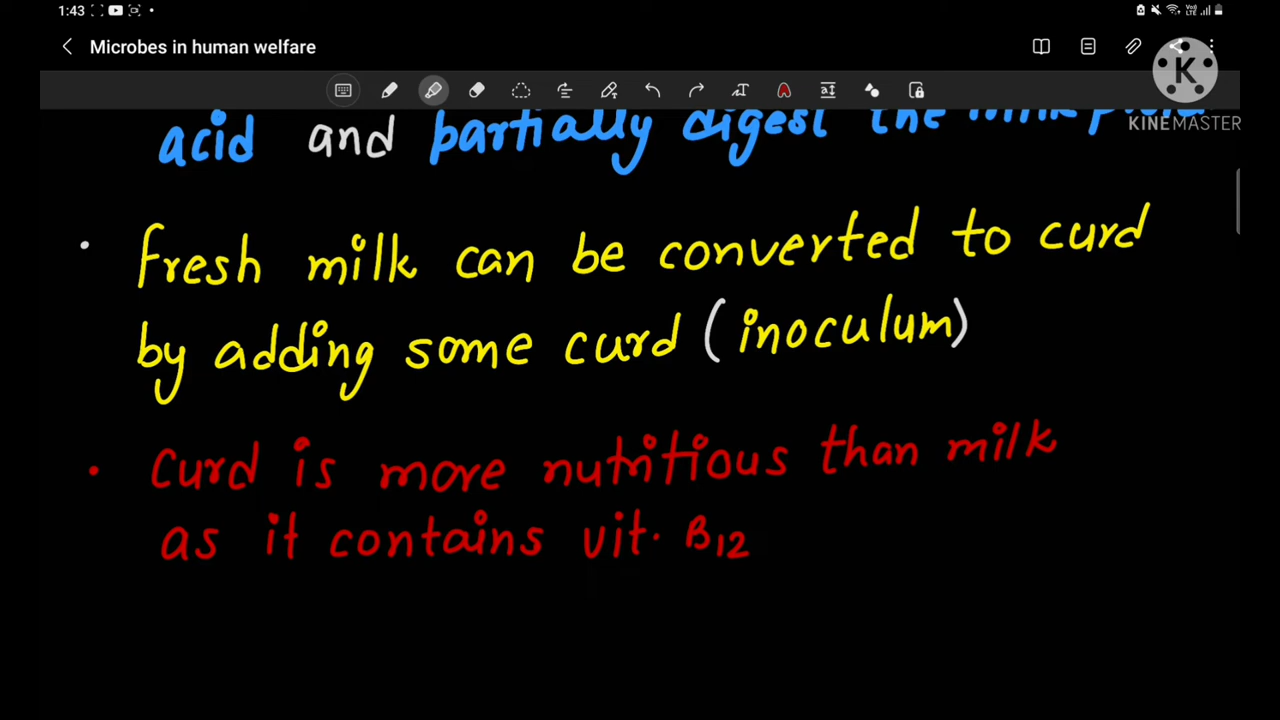 1:43
Microbes in human welfare
K
KINEMASTER
acid and partially digest the milk
• Fresh milk can be converted to curd
by adding some curd (inoculum)
• Curd is more nutritious than milk
as it contains vit. B12